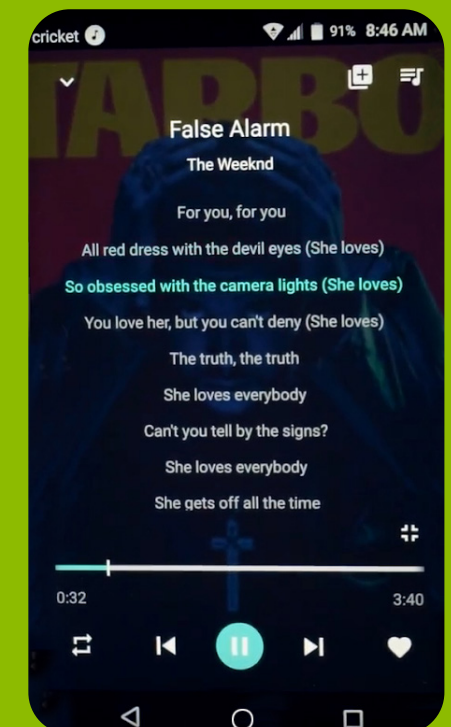 cricket 91% 8:46 AM
TARBO
False Alarm
The Weeknd
For you, for you
All red dress with the devil eyes (She loves)
So obsessed with the camera lights (She loves)
You love her, but you can't deny (She loves)
The truth, the truth
She loves everybody
Can't you tell by the signs?
She loves everybody
She gets off all the time
0:32 3:40